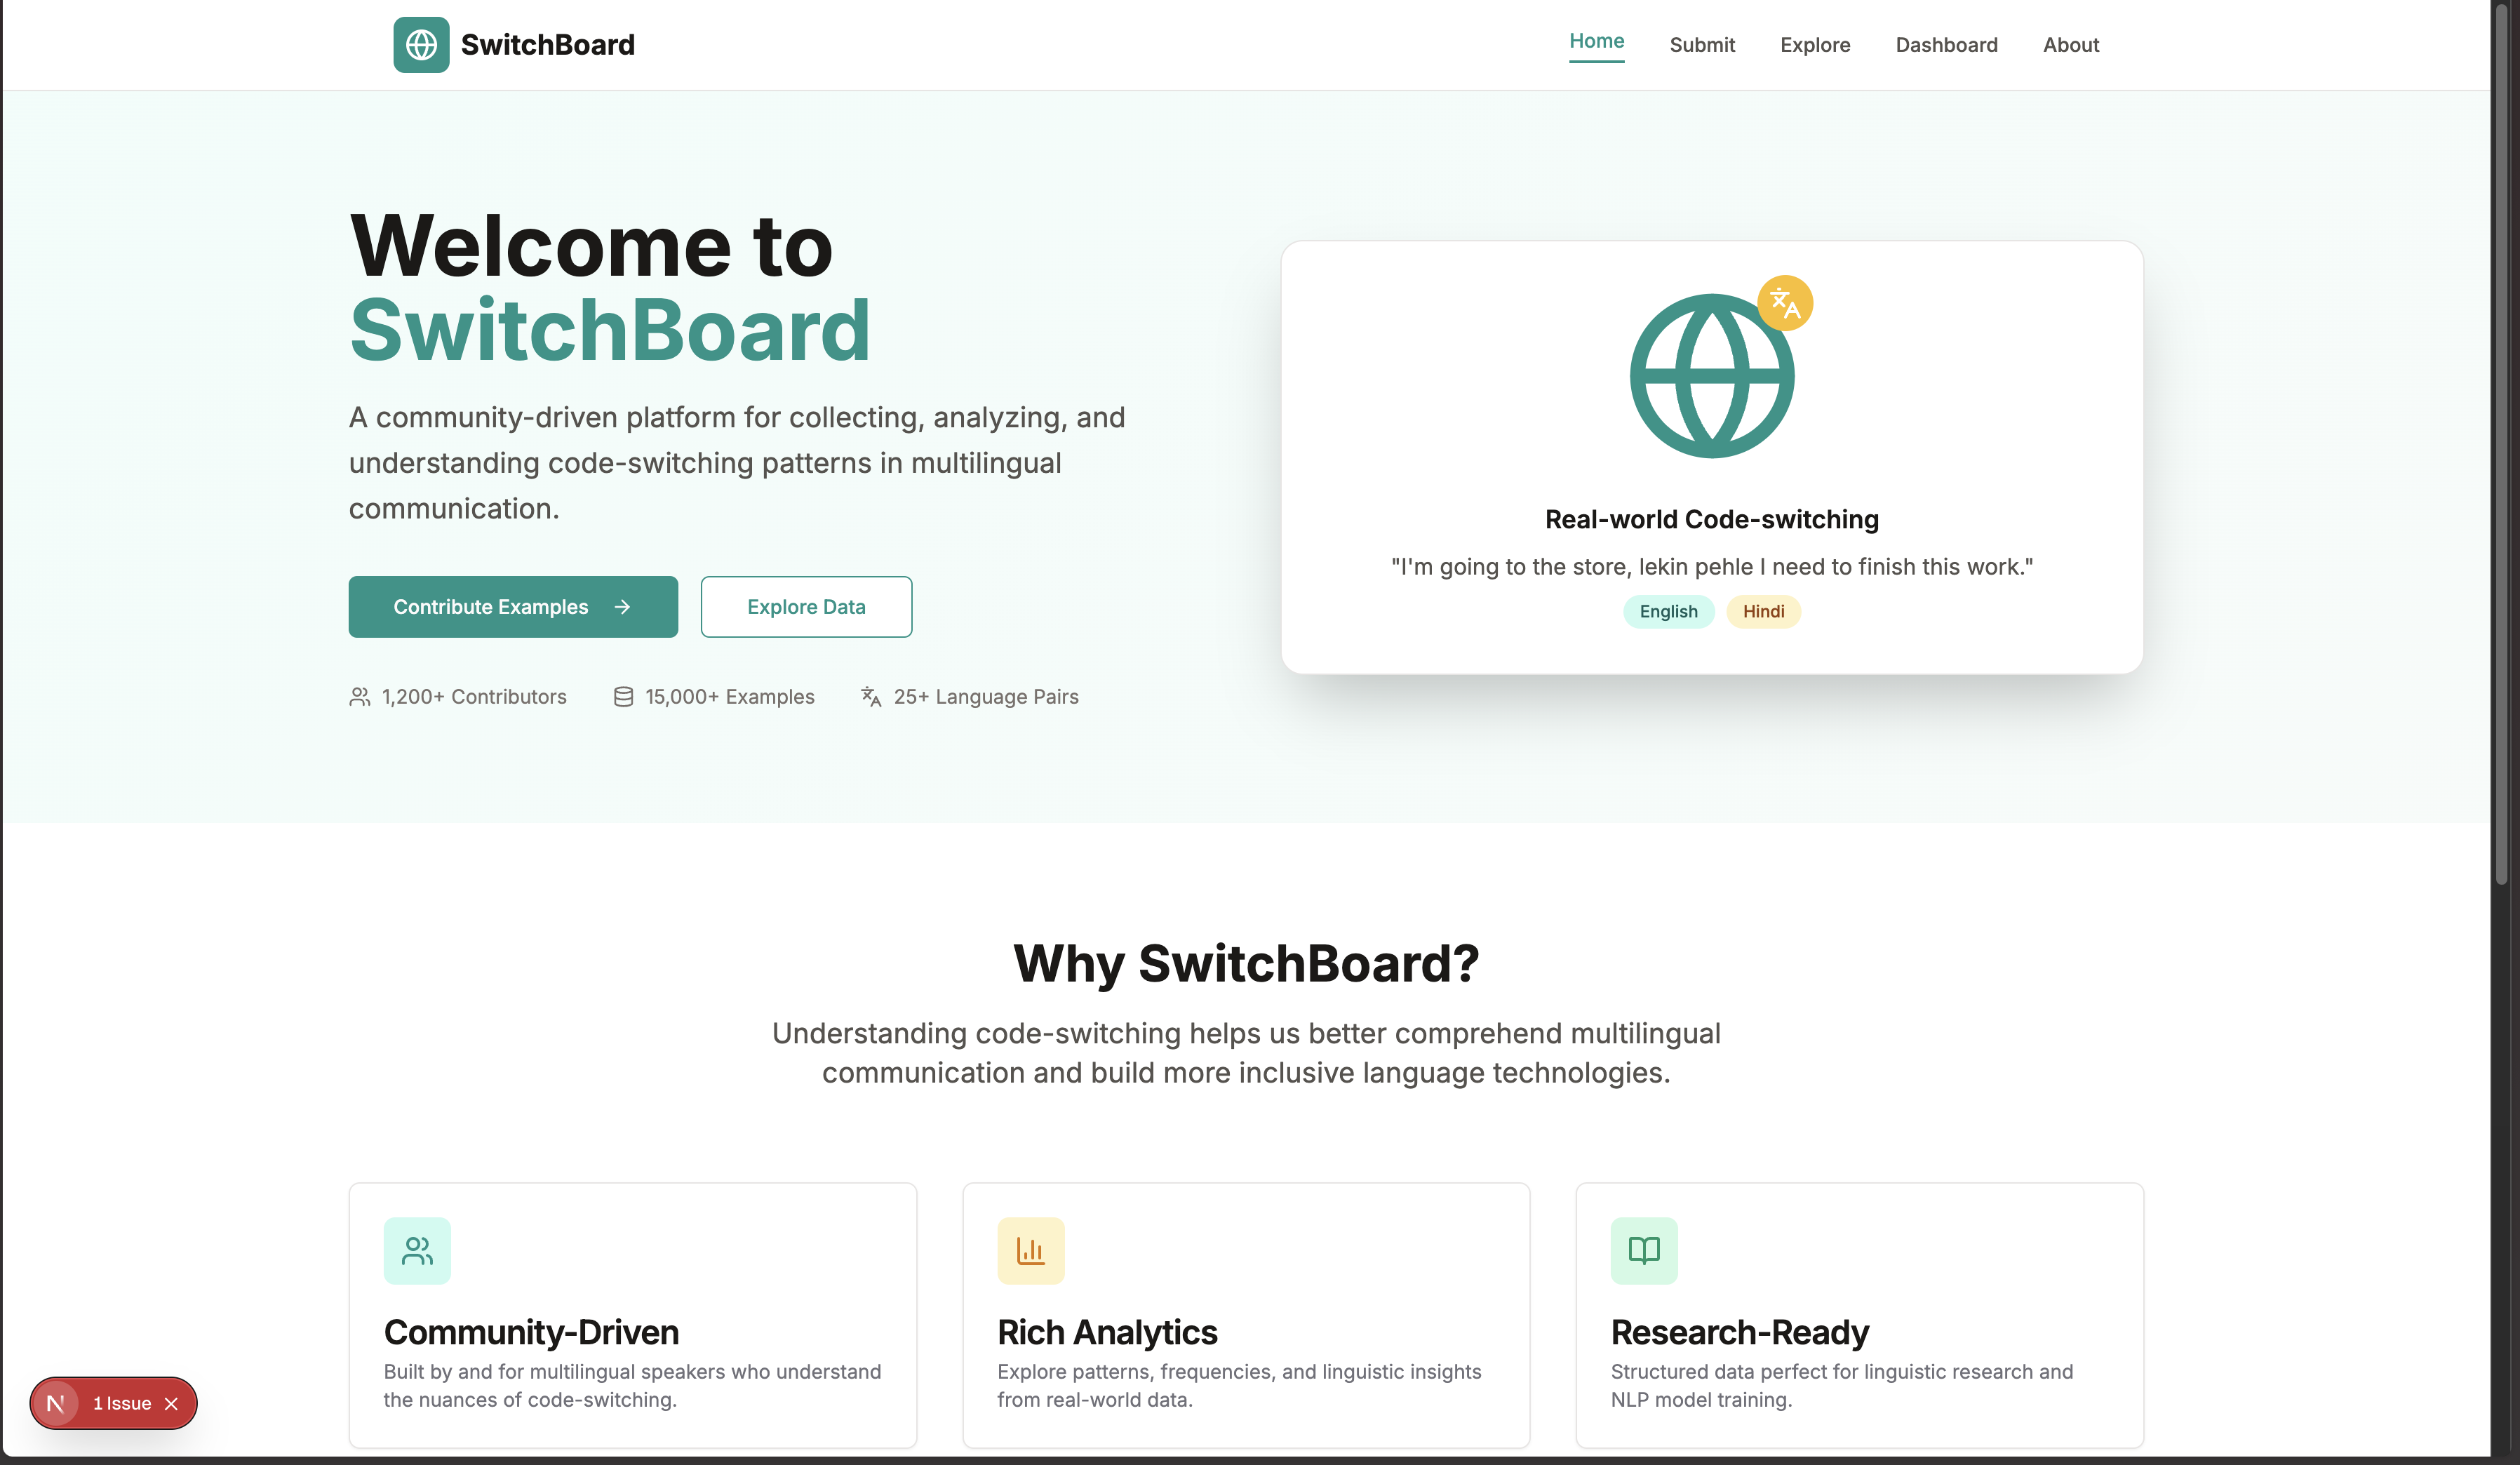 SwitchBoard
Home
Submit
Explore
Dashboard
About
Welcome to
SwitchBoard
A community-driven platform for collecting, analyzing, and
understanding code-switching patterns in multilingual
communication.
Contribute Examples →
Explore Data
1,200+ Contributors
15,000+ Examples
25+ Language Pairs
Real-world Code-switching
"I'm going to the store, lekin pehle I need to finish this work."
English
Hindi
Why SwitchBoard?
Understanding code-switching helps us better comprehend multilingual
communication and build more inclusive language technologies.
Community-Driven
Built by and for multilingual speakers who understand
the nuances of code-switching.
Rich Analytics
Explore patterns, frequencies, and linguistic insights
from real-world data.
Research-Ready
Structured data perfect for linguistic research and
NLP model training.
N 1 Issue